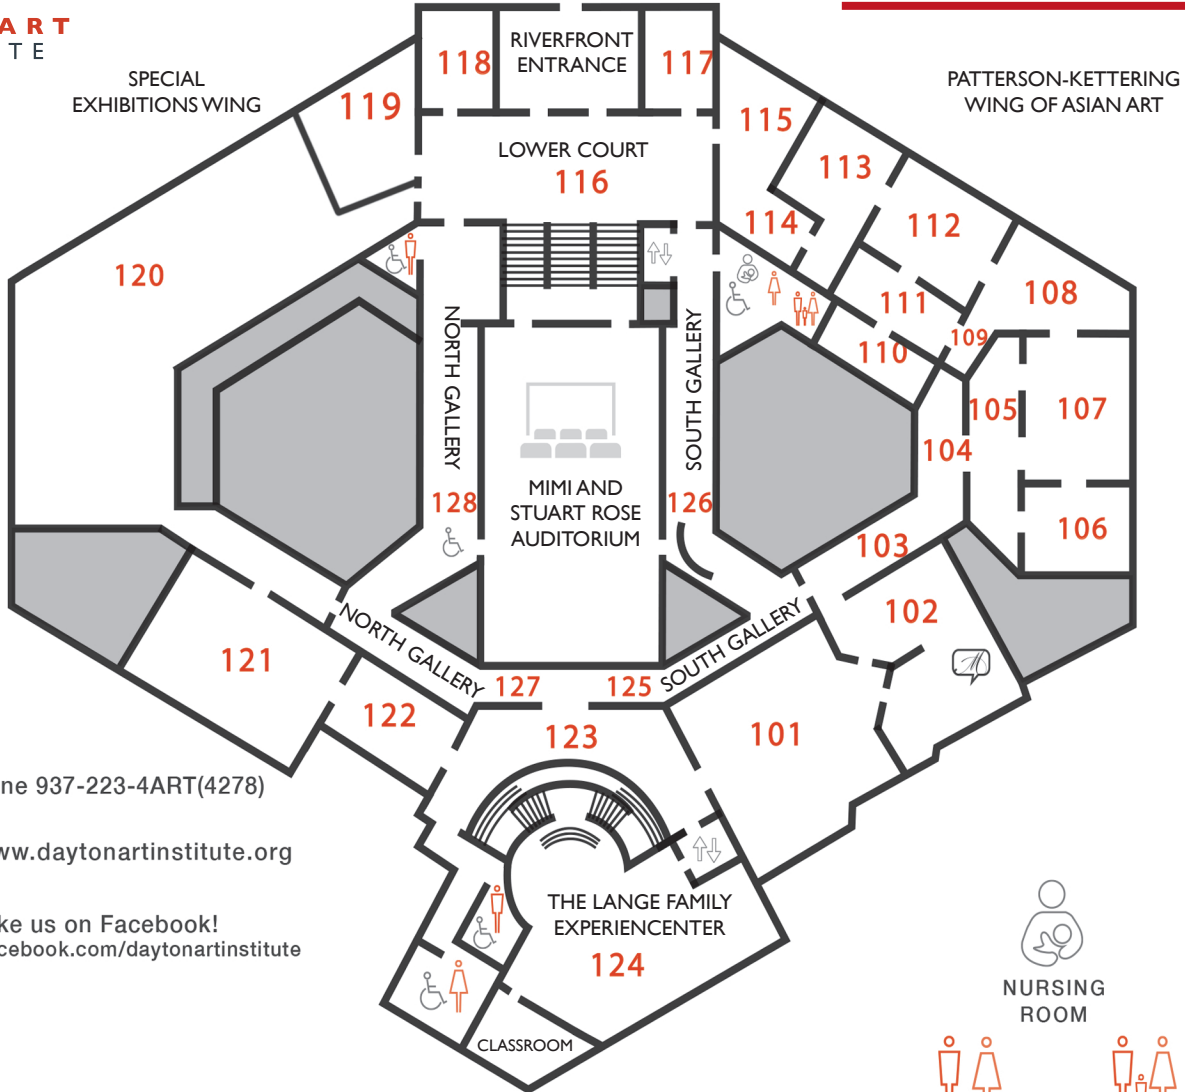 ART
TE
SPECIAL
EXHIBITIONS WING
PATTERSON-KETTERING
WING OF ASIAN ART
118
RIVERFRONT
ENTRANCE
117
119
115
LOWER COURT
116
113
114
112
120
111
108
109
110
NORTH GALLERY
SOUTH GALLERY
105
107
104
128
126
MIMI AND
STUART ROSE
AUDITORIUM
106
103
102
NORTH GALLERY
SOUTH GALLERY
121
127
125
122
123
101
ne 937-223-4ART(4278)
ww.daytonartinstitute.org
ke us on Facebook!
cebook.com/daytonartinstitute
THE LANGE FAMILY
EXPERIENCENTER
124
CLASSROOM
NURSING
ROOM